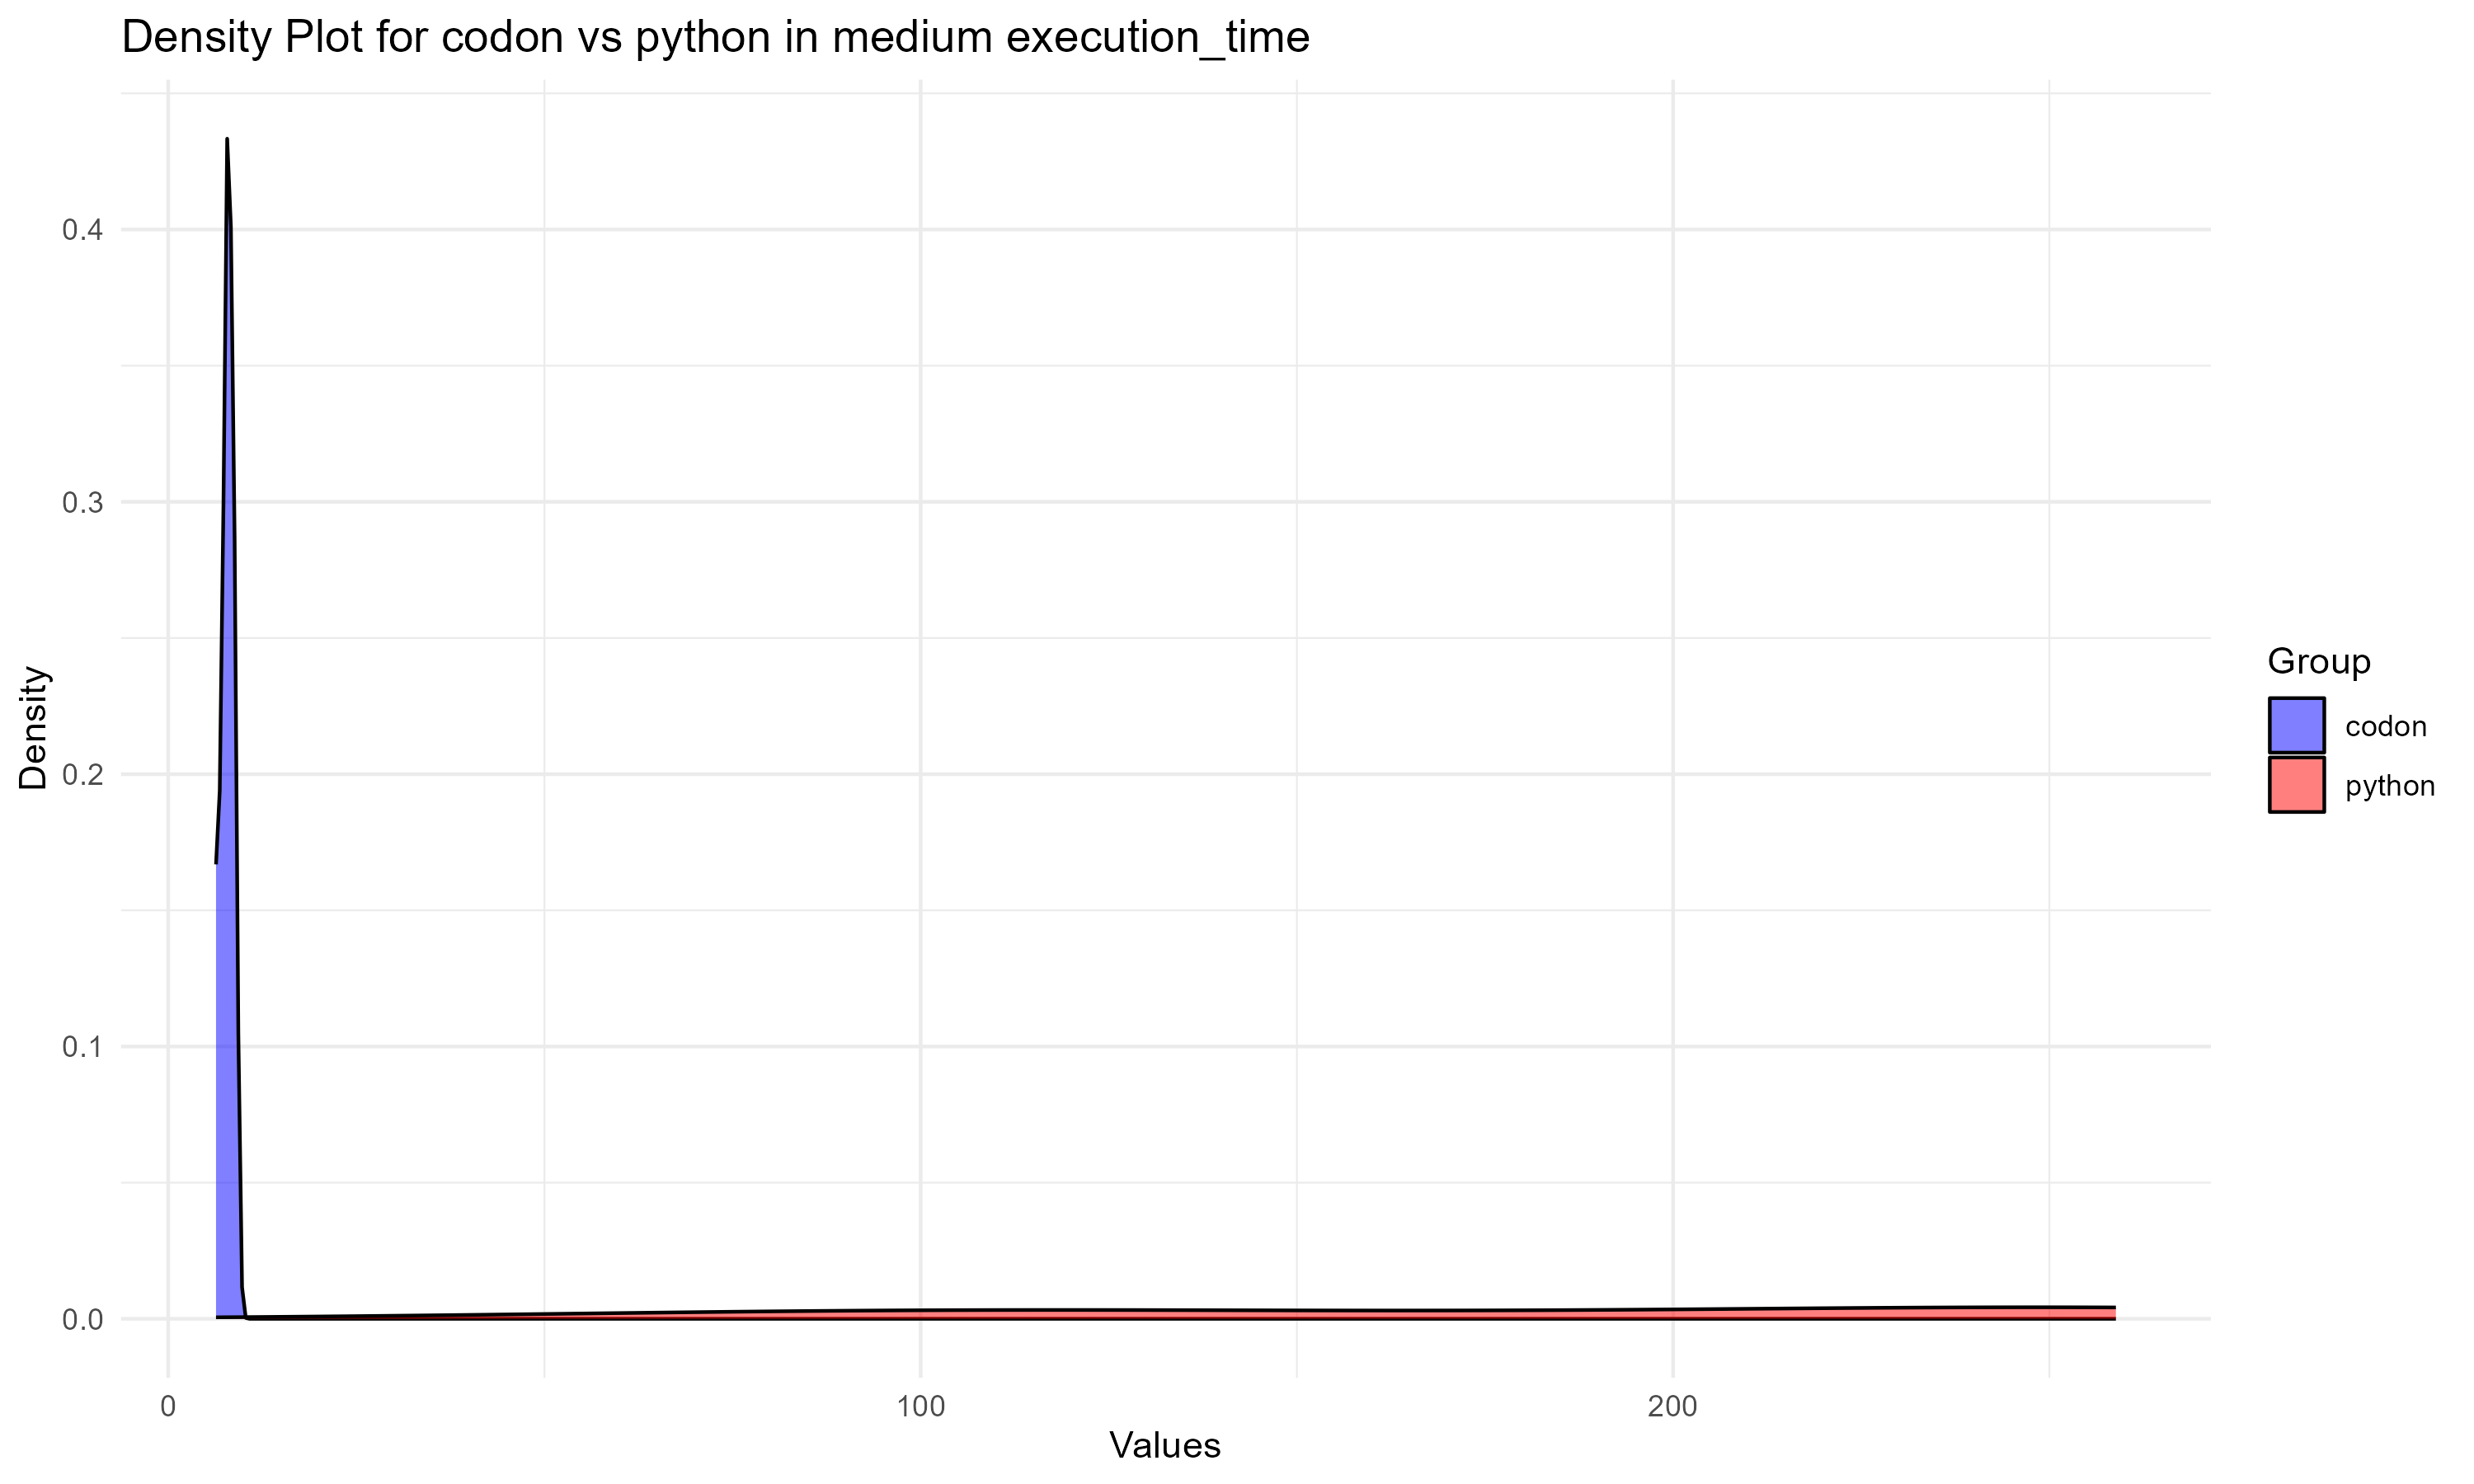 Density Plot for codon vs python in medium execution_time
Density
0.4
0.3
0.2
0.1
0.0
0
100
200
Values
Group
codon
python